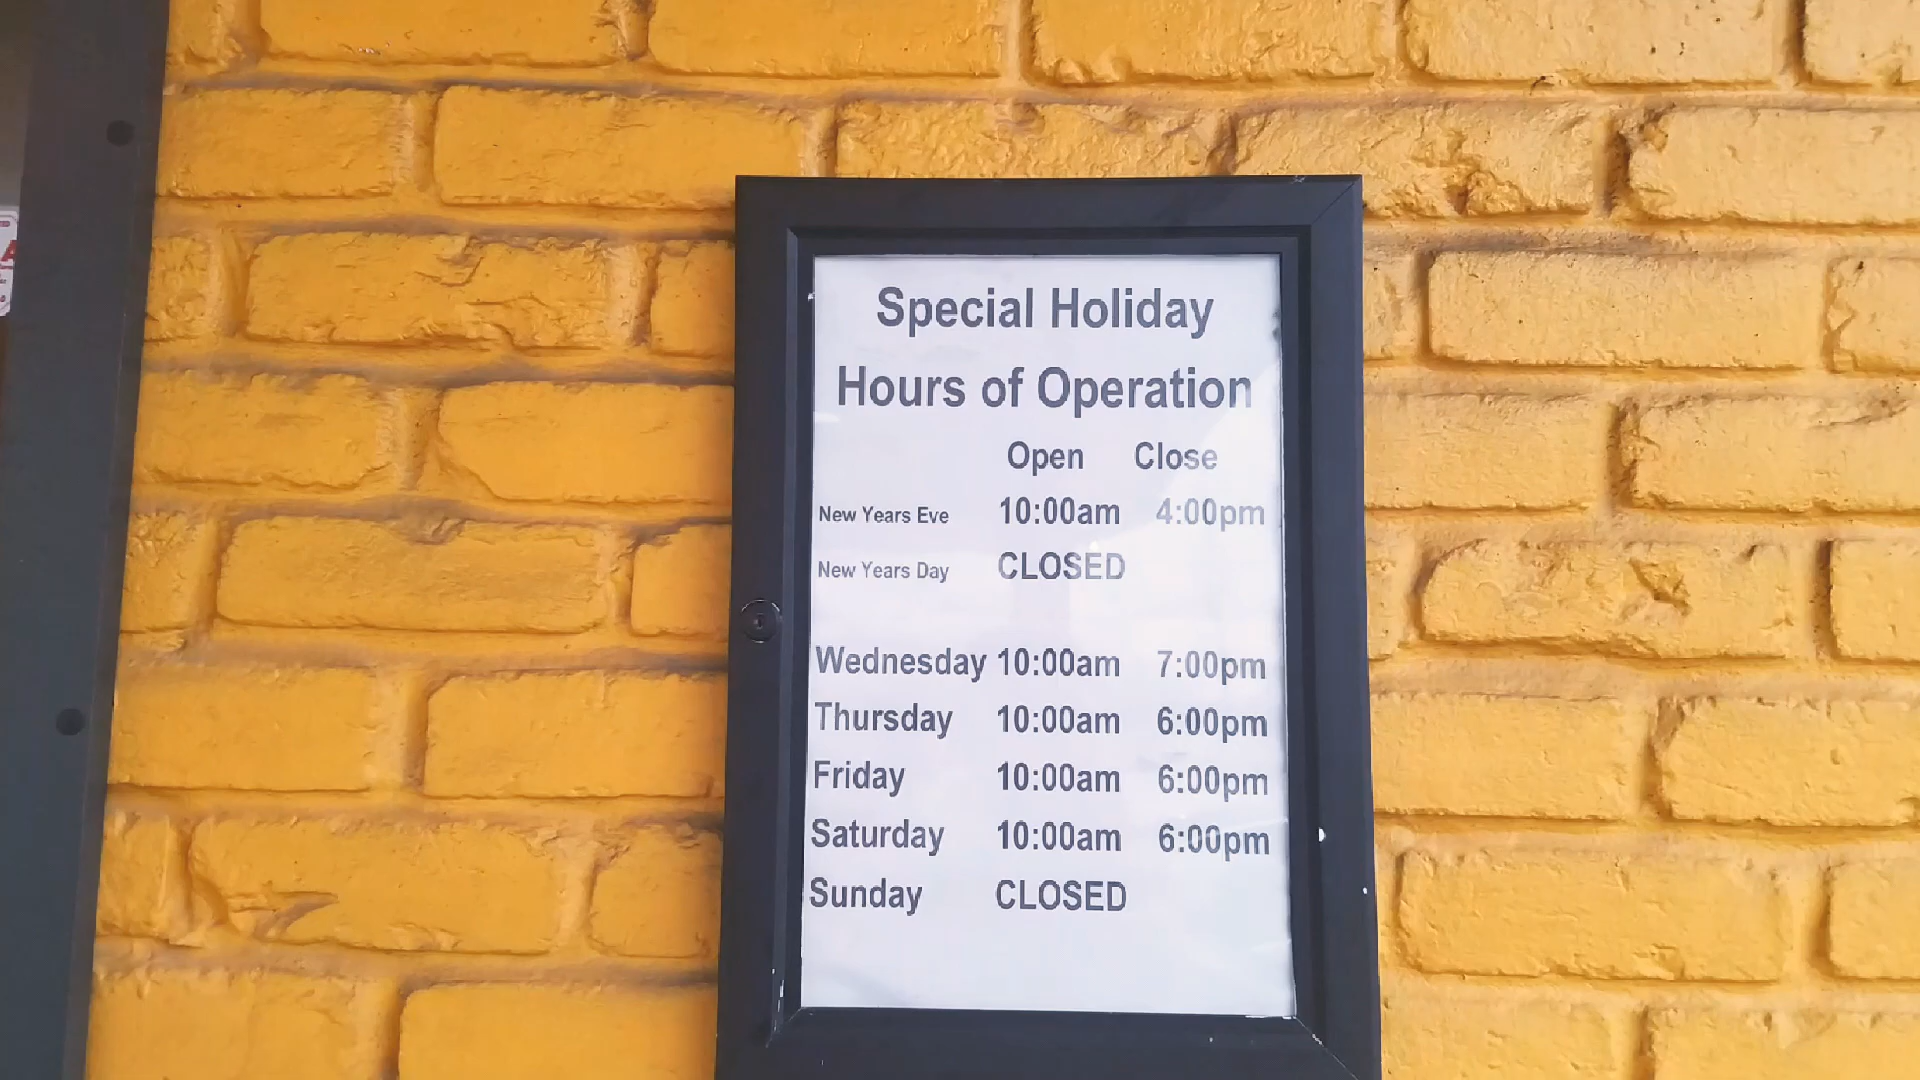 Special Holiday
Hours of Operation
Open Close
New Years Eve 10:00am 4:00pm
New Years Day CLOSED
Wednesday 10:00am 7:00pm
Thursday 10:00am 6:00pm
Friday 10:00am 6:00pm
Saturday 10:00am 6:00pm
Sunday CLOSED